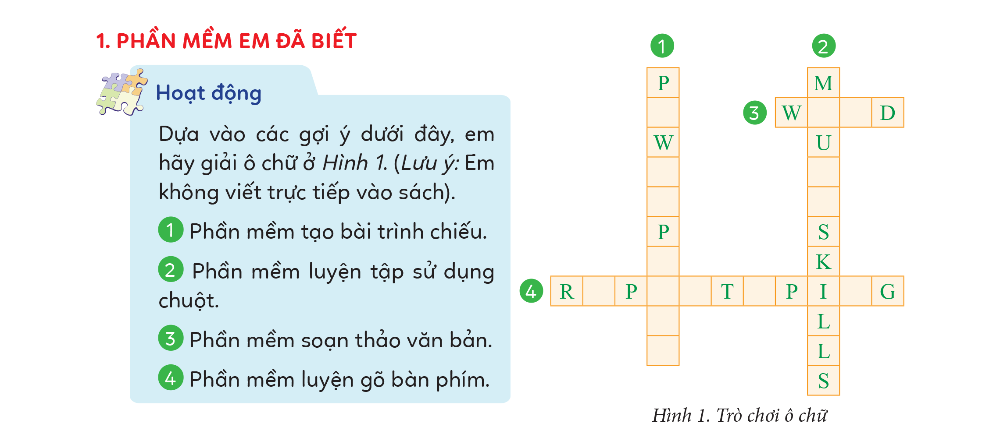 1. PHẦN MỀM EM ĐÃ BIẾT
Hoạt động
Dựa vào các gợi ý dưới đây, em
hãy giải ô chữ ở Hình 1. (Lưu ý: Em
không viết trực tiếp vào sách).
1 Phần mềm tạo bài trình chiếu.
2 Phần mềm luyện tập sử dụng
chuột.
3 Phần mềm soạn thảo văn bản.
4 Phần mềm luyện gõ bàn phím.
1 2
P M
3 W D
W U
P S
K
4 R P T P I G
L
L
S
Hình 1. Trò chơi ô chữ